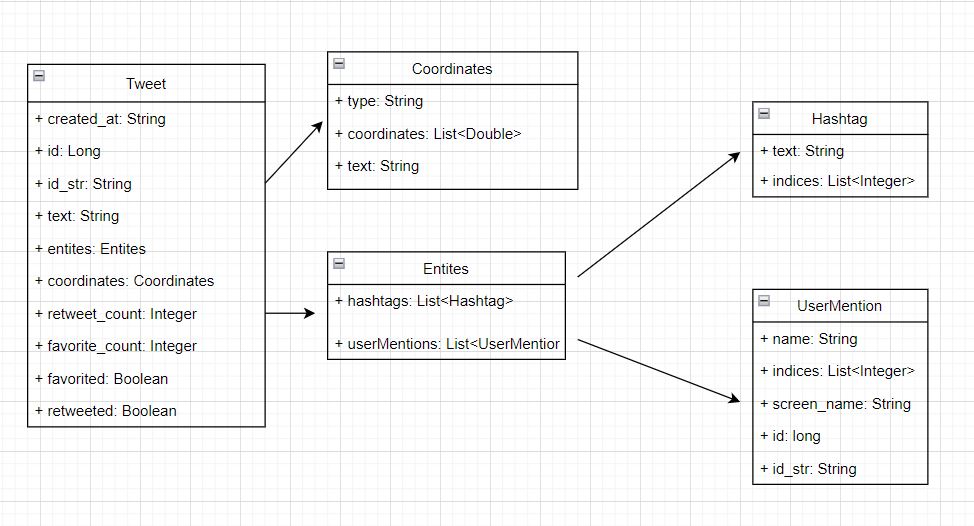 Tweet
+ created_at: String
+ id: Long
+ id_str: String
+ text: String
+ entites: Entites
+ coordinates: Coordinates
+ retweet_count: Integer
+ favorite_count: Integer
+ favorited: Boolean
+ retweeted: Boolean
Coordinates
+ type: String
+ coordinates: List<Double>
+ text: String
Entites
+ hashtags: List<Hashtag>
+ userMentions: List<UserMentior
Hashtag
+ text: String
+ indices: List<Integer>
UserMention
+ name: String
+ indices: List<Integer>
+ screen_name: String
+ id: long
+ id_str: String